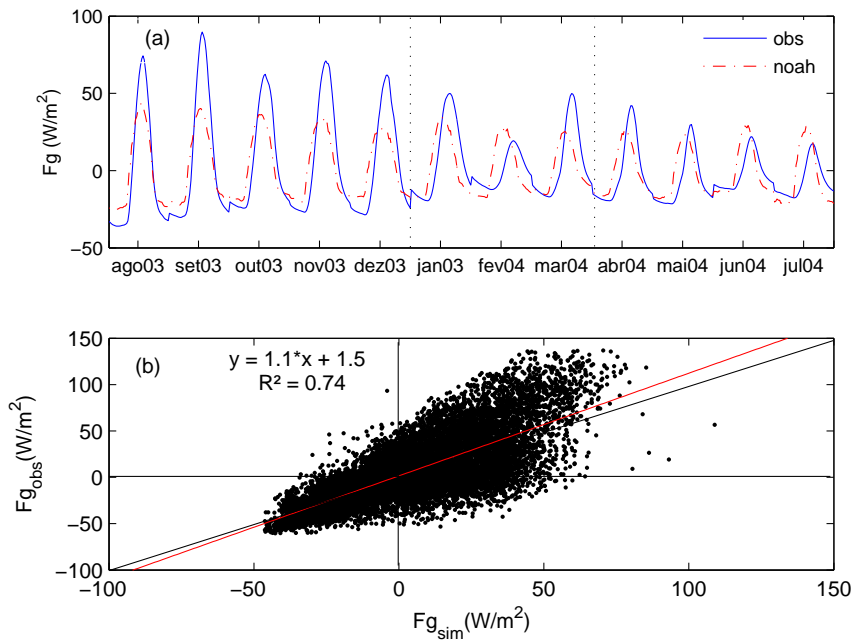 (a)
obs
noah
Fg (W/m²)
100
50
0
−50
ago03 set03 out03 nov03 dez03 jan03 fev04 mar04 abr04 mai04 jun04 jul04
(b)
y = 1.1*x + 1.5
R² = 0.74
Fg_obs(W/m²)
150
100
50
0
−50
−100
−100 −50 0 50 100 150
Fg_sim(W/m²)